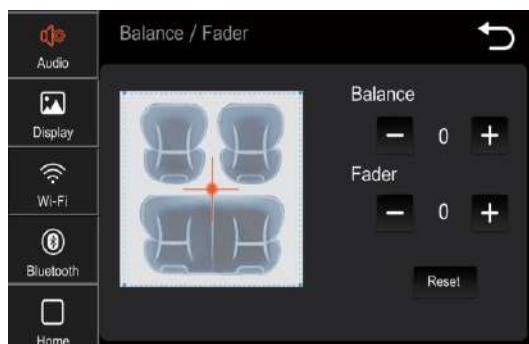 Balance / Fader
Audio
Display
Wi-Fi
Bluetooth
Home
Balance
− 0 +
Fader
− 0 +
Reset